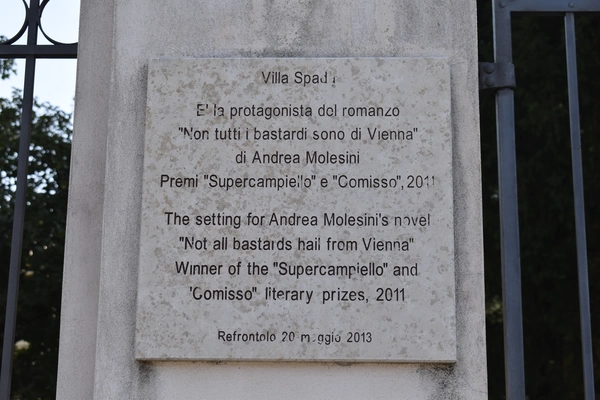 Villa Spada
E' la protagonista del romanzo
"Non tutti i bastardi sono di Vienna"
di Andrea Molesini
Premi "Supercampiello" e "Comisso", 2011
The setting for Andrea Molesini's novel
"Not all bastards hail from Vienna"
Winner of the "Supercampiello" and
"Comisso" literary prizes, 2011
Refrontolo 20 maggio 2013